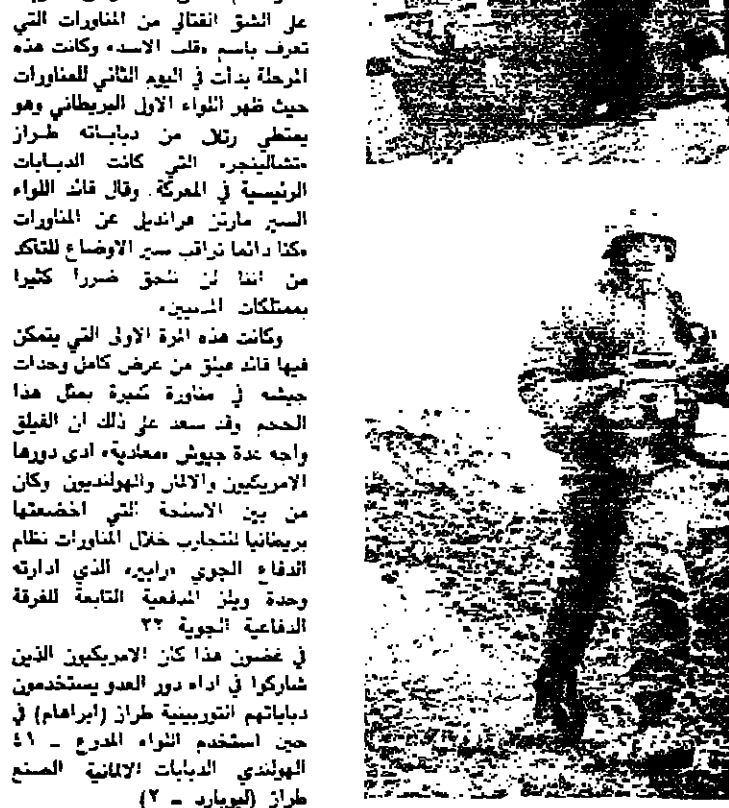 على الشق القتالي من المناورات التي
تعرف باسم «قلب الاسد» وكانت هذه
المرحلة بدأت في اليوم الثاني للمناورات
حيث ظهر اللواء الاول البريطاني وهو
يمتطي رتلا من دباباته طراز
«تشالينجر» التي كانت الدبابات
الرئيسية في المعركة. وقال قائد اللواء
السير مارتن عن المناورات
«كنا دائما نراقب سير الاوضاع للتاكد
من اننا لن نلحق ضررا كثيرا
بممتلكات المدنيين»
وكانت هذه المرة الاولى التي يتمكن
فيها قائد فيلق من عرض كامل وحدات
جيشه في مناورة كبيرة بمثل هذا
الحجم وقد سعد على ذلك ان الفيلق
واجه عدة جيوش «معادية» ادى دورها
الامريكيون والالمان والهولنديون وكان
من بين الاسلحة التي اخضعتها
بريطانيا للتجارب خلال المناورات نظام
الدفاع الجوي «رابير» الذي ادارته
وحدة ويلز المدفعية التابعة للفرقة
الدفاعية الجوية ٢٢
في غضون هذا كان الامريكيون الذين
شاركوا في اداء دور العدو يستخدمون
دباباتهم التوربينية طراز (ابراهام) في
حين استخدم اللواء المدرع ـ ٤١
الهولندي الدبابات الالمانية الصنع
طراز (ليوبارد ـ ٢)